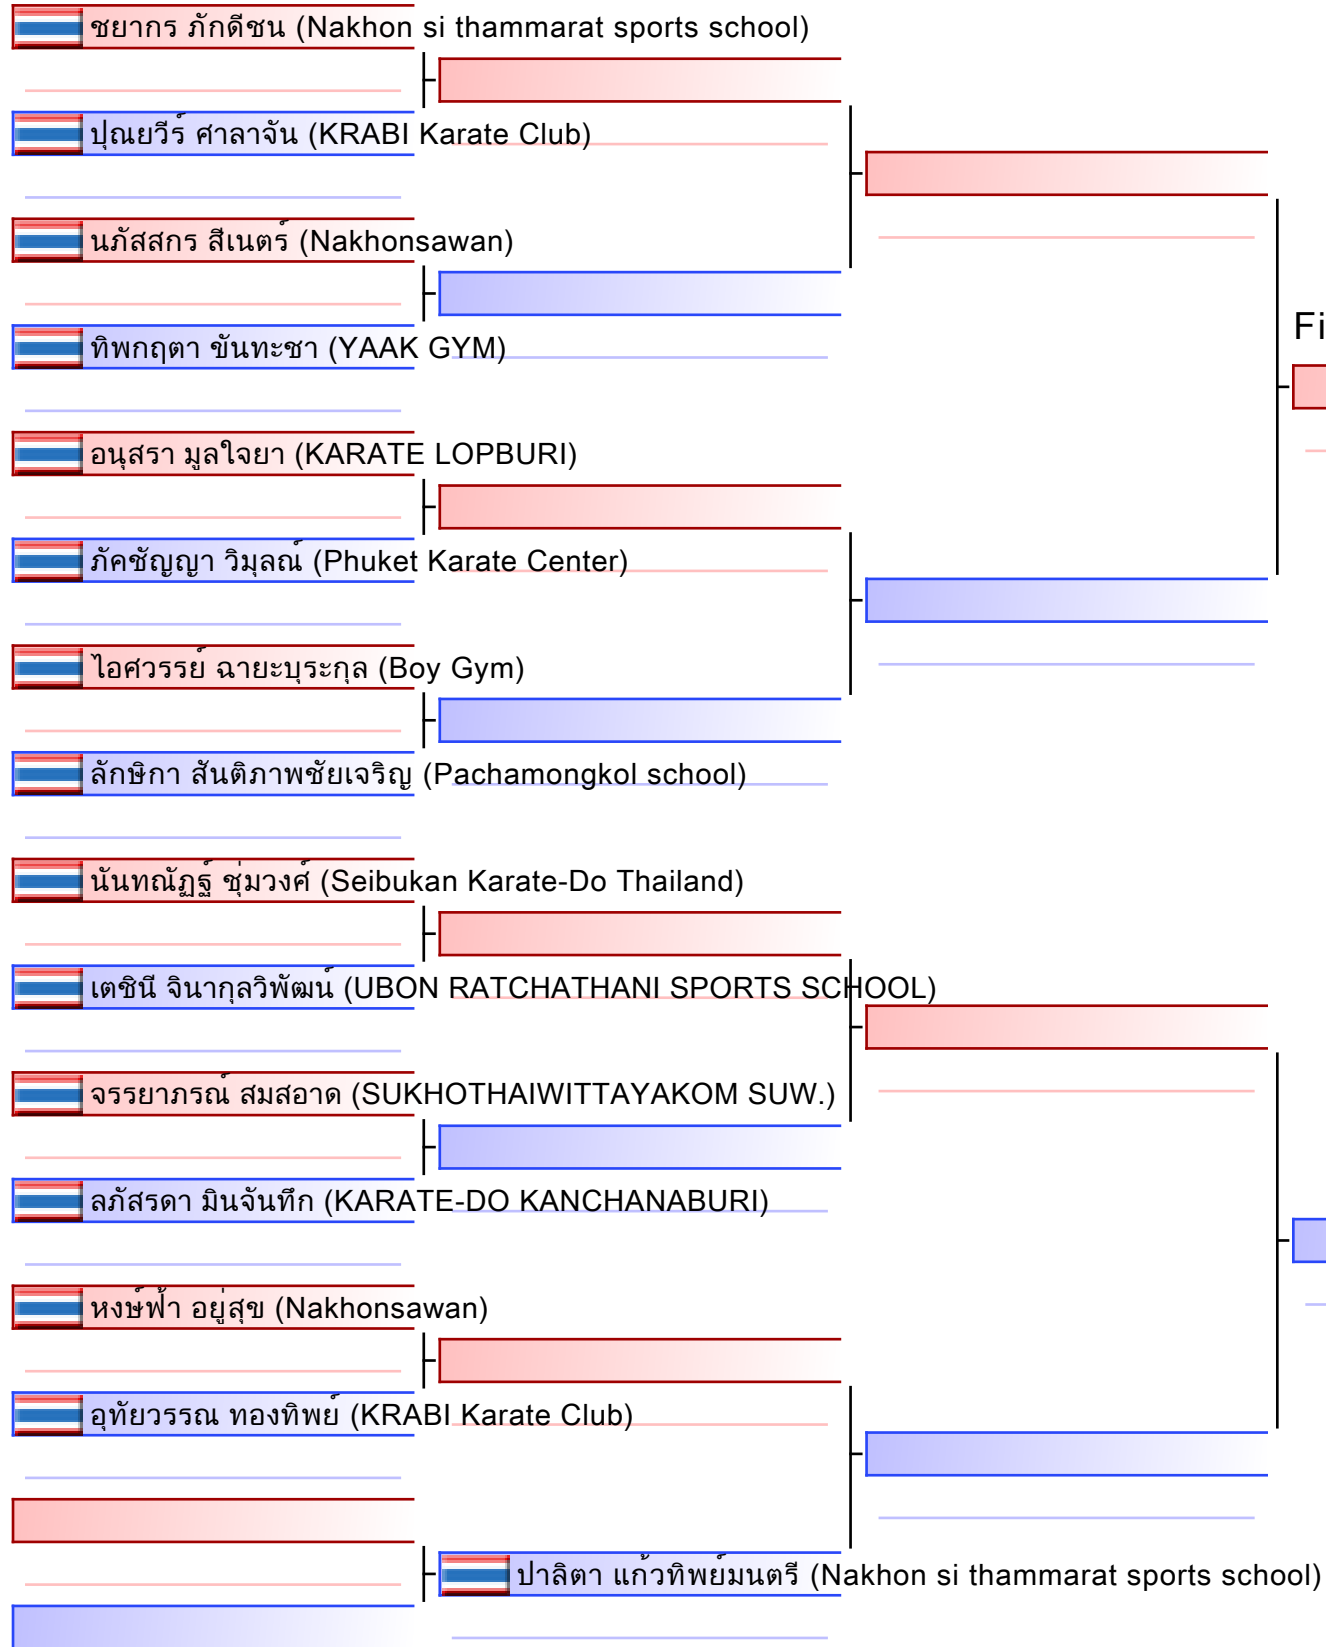 ชยากร ภักดีชน (Nakhon si thammarat sports school)
ปุณยวีร์ ศาลาจัน (KRABI Karate Club)
นภัสสกร สีเนตร์ (Nakhonsawan)
ทิพกฤตา ขันทะชา (YAAK GYM)
Fi
อนุสรา มูลใจยา (KARATE LOPBURI)
ภัคชัญญา วิมุลณ์ (Phuket Karate Center)
ไอศวรรย์ ฉายะบุระกุล (Boy Gym)
ลักษิกา สันติภาพชัยเจริญ (Pachamongkol school)
นันทณัฏฐ์ ชุ่มวงศ์ (Seibukan Karate-Do Thailand)
เตชินี จินากุลวิพัฒน์ (UBON RATCHATHANI SPORTS SCHOOL)
จรรยาภรณ์ สมสอาด (SUKHOTHAIWITTAYAKOM SUW.)
ลภัสรดา มินจันทึก (KARATE-DO KANCHANABURI)
หงษ์ฟ้า อยู่สุข (Nakhonsawan)
อุทัยวรรณ ทองทิพย์ (KRABI Karate Club)
ปาลิตา แก้วทิพย์มนตรี (Nakhon si thammarat sports school)